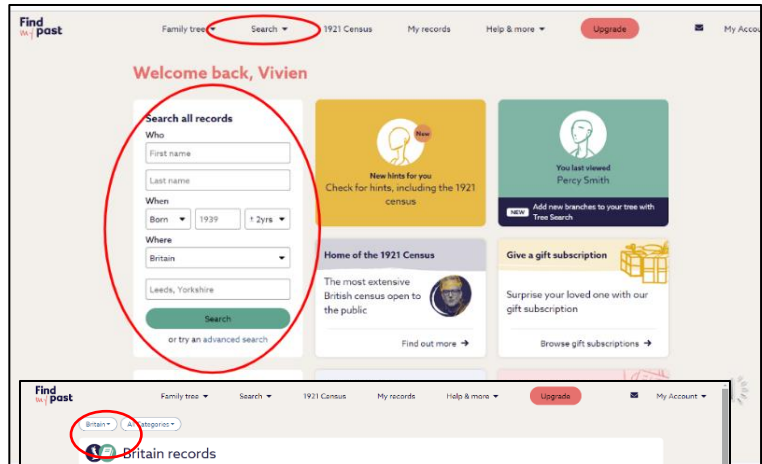 Find my past
Family tree Search 1921 Census My records Help & more Upgrade My Accou
Welcome back, Vivien
Search all records
Who
First name
Last name
When
Born 1939 ± 2yrs
Where
Britain
Leeds, Yorkshire
Search
or try an advanced search
New
New hints for you
Check for hints, including the 1921
census
You last viewed
Percy Smith
NEW Add new branches to your tree with
Tree Search
Home of the 1921 Census
The most extensive
British census open to
the public
Find out more →
Give a gift subscription
Surprise your loved one with our
gift subscription
Browse gift subscriptions →
Find my past
Family tree Search 1921 Census My records Help & more Upgrade My Account
Britain All Categories
Britain records